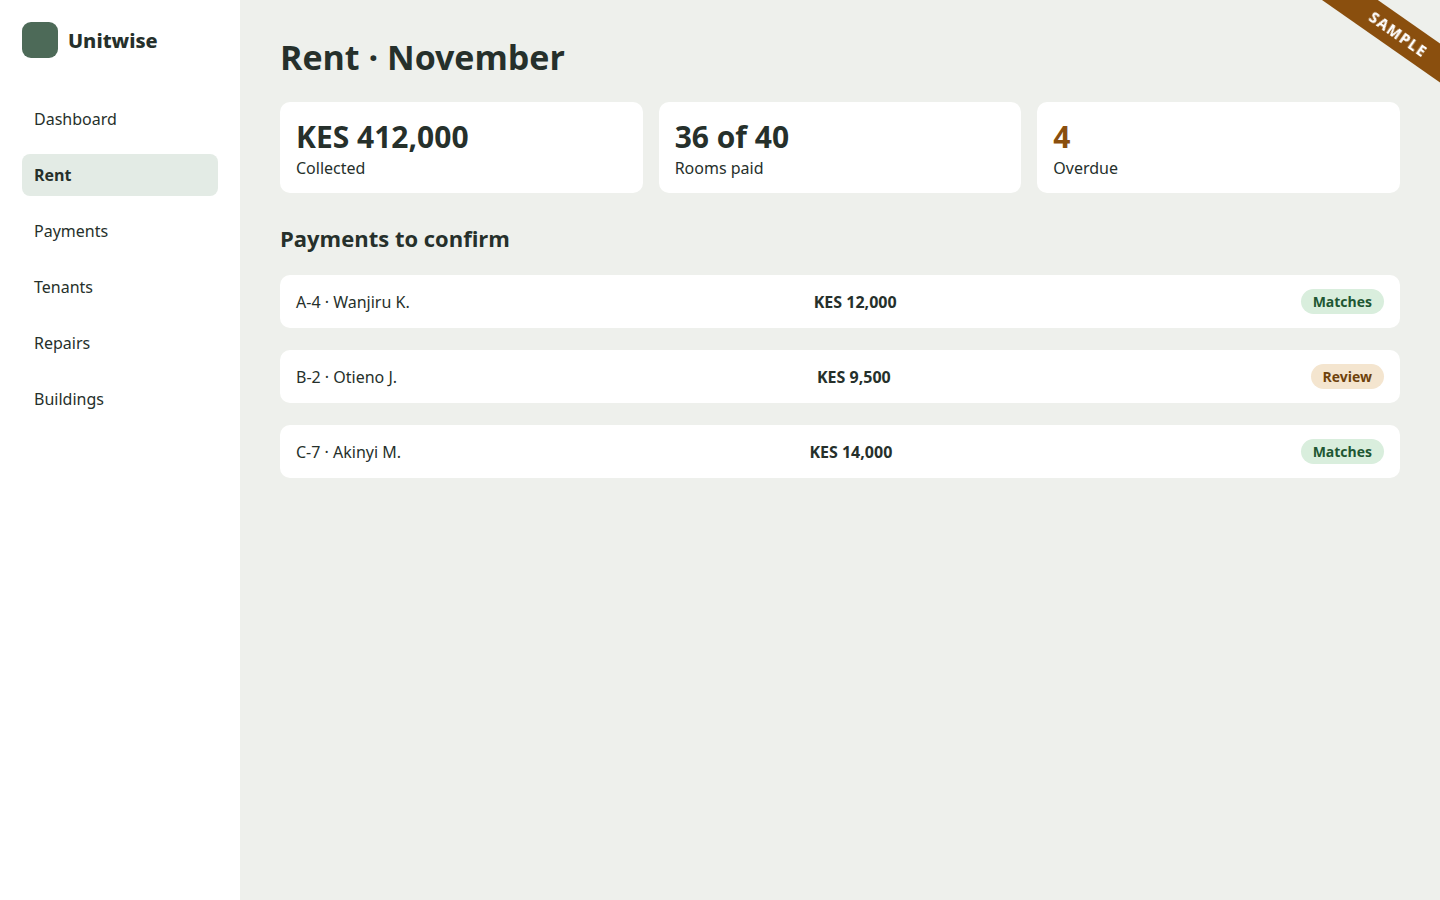 Unitwise
Dashboard
Rent
Payments
Tenants
Repairs
Buildings
SAMPLE
Rent · November
KES 412,000
Collected
36 of 40
Rooms paid
4
Overdue
Payments to confirm
A-4 · Wanjiru K. KES 12,000 Matches
B-2 · Otieno J. KES 9,500 Review
C-7 · Akinyi M. KES 14,000 Matches